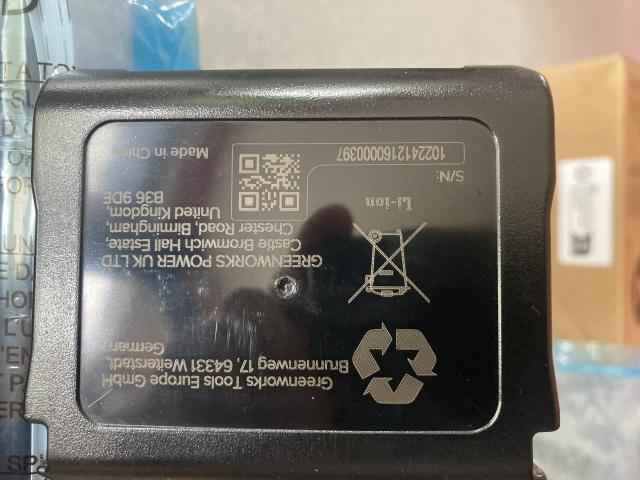 Greenworks Tools Europe GmbH
Brunnenweg 17, 64331 Weiterstadt,
Germany
GREENWORKS POWER UK LTD
Castle Bromwich Hall Estate,
Chester Road, Birmingham,
United Kingdom,
B36 9DE
Li-ion
S/N:
1022412160000397
Made in China